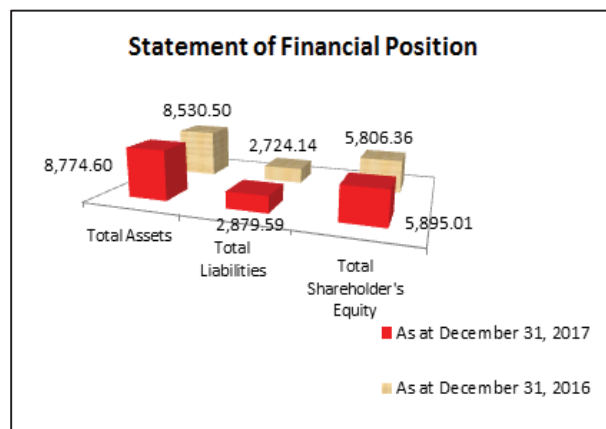 Statement of Financial Position
8,530.50
2,724.14
5,806.36
8,774.60
2,879.59
5,895.01
Total Assets
Total
Liabilities
Total
Shareholder's
Equity
As at December 31, 2017
As at December 31, 2016